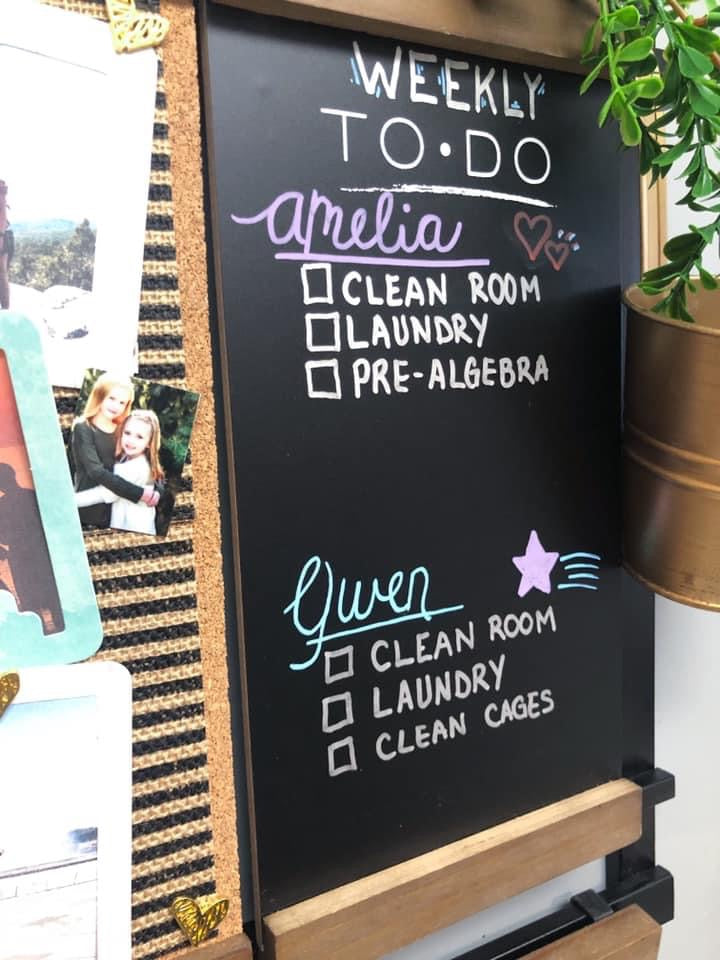 WEEKLY
TO•DO
Amelia
CLEAN ROOM
LAUNDRY
PRE-ALGEBRA
Gwen
CLEAN ROOM
LAUNDRY
CLEAN CAGES